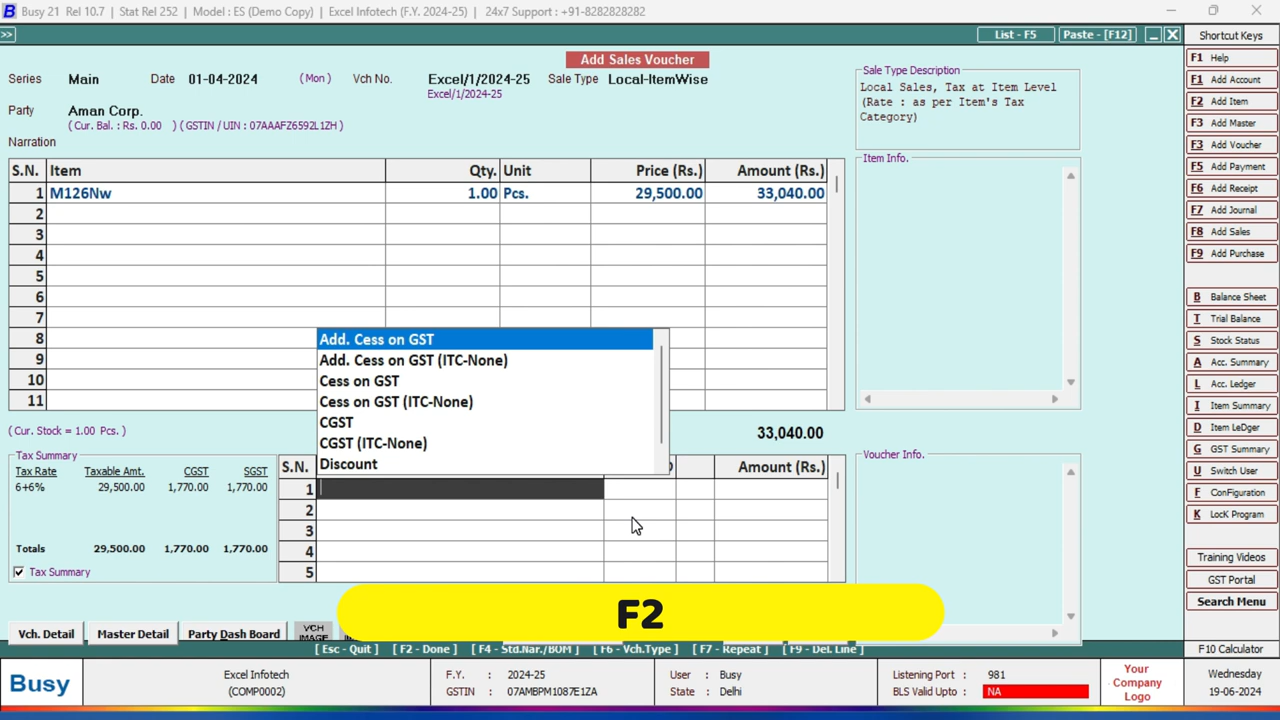 Busy 21 Rel 10.7 | Stat Rel 252 | Model : ES (Demo Copy) | Excel Infotech (F.Y. 2024-25) | 24x7 Support : +91-8282828282
>> List - F5 Paste - [F12] Shortcut Keys
Add Sales Voucher
Series Main Date 01-04-2024 (Mon) Vch No. Excel/1/2024-25 Sale Type Local-ItemWise
Excel/1/2024-25
Party Aman Corp.
(Cur. Bal. : Rs. 0.00 ) ( GSTIN / UIN : 07AAAFZ6592L1ZH )
Narration
Sale Type Description
Local Sales, Tax at Item Level
(Rate : as per Item's Tax
Category)
S.N. Item Qty. Unit Price (Rs.) Amount (Rs.)
1 M126Nw 1.00 Pcs. 29,500.00 33,040.00
2
3
4
5
6
7
8
9
10
11
Item Info.
Add. Cess on GST
Add. Cess on GST (ITC-None)
Cess on GST
Cess on GST (ITC-None)
CGST
CGST (ITC-None)
Discount
( Cur. Stock = 1.00 Pcs. ) 33,040.00
Tax Summary
Tax Rate Taxable Amt. CGST SGST
6+6% 29,500.00 1,770.00 1,770.00
Totals 29,500.00 1,770.00 1,770.00
Tax Summary
S.N. Amount (Rs.)
1
2
3
4
5
Voucher Info.
F2
Vch. Detail Master Detail Party Dash Board VCH
IMAGE
[ Esc - Quit ] [ F2 - Done ] [ F4 - Std.Nar./BOM ] [ F6 - Vch.Type ] [ F7 - Repeat ] [ F9 - Del. Line ]
F1 Help
F1 Add Account
F2 Add Item
F3 Add Master
F3 Add Voucher
F5 Add Payment
F6 Add Receipt
F7 Add Journal
F8 Add Sales
F9 Add Purchase
B Balance Sheet
T Trial Balance
S Stock Status
A Acc. Summary
L Acc. Ledger
I Item Summary
D Item LeDger
G GST Summary
U Switch User
F ConFiguration
K LocK Program
Training Videos
GST Portal
Search Menu
F10 Calculator
Busy Excel Infotech F.Y. : 2024-25 User : Busy Listening Port : 981 Your Wednesday
(COMP0002) GSTIN : 07AMBPM1087E1ZA State : Delhi BLS Valid Upto : NA Company 19-06-2024
Logo